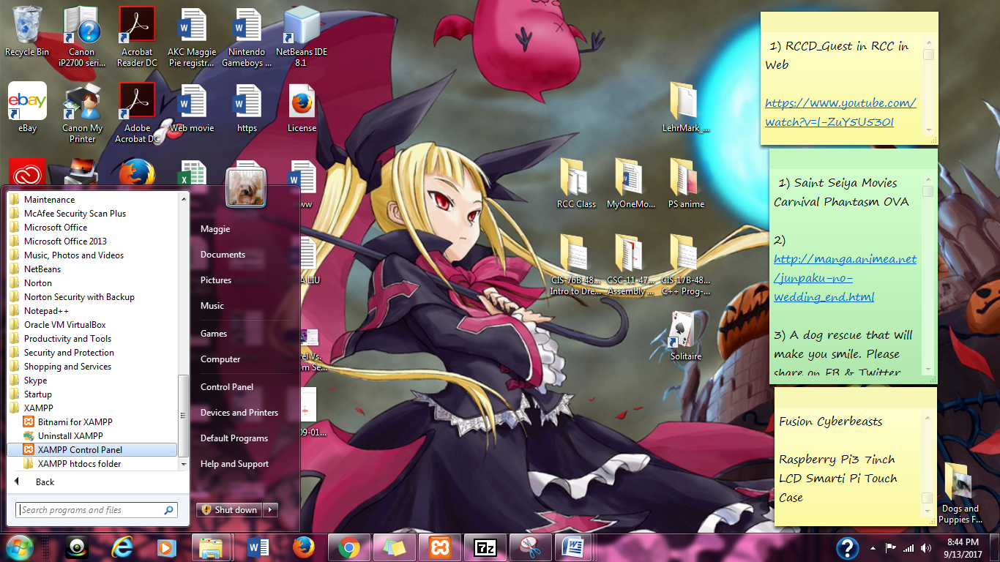 Recycle Bin
Canon
iP2700 seri...
Acrobat
Reader DC
AKC Maggie
Pie registr...
Nintendo
Gameboys ...
NetBeans IDE
8.1
ebay
eBay
Canon My
Printer
Adobe
Acrobat DC
Web movie
https
License
LehrMark_...
RCC Class
MyOneMo...
PS anime
CIS-76B-48...
Intro to Dre...
CSC-11-47...
Assembly ...
CIS-17B-48...
C++ Prog-...
Solitaire
Dogs and
Puppies F...
1) RCCD_Guest in RCC in
Web
https://www.youtube.com/
watch?v=l-ZuY5U53OI
1) Saint Seiya Movies
Carnival Phantasm OVA
2)
http://manga.animea.net
/junpaku-no-
wedding_end.html
3) A dog rescue that will
make you smile. Please
share on FB & Twitter
Fusion Cyberbeasts
Raspberry Pi3 7inch
LCD Smarti Pi Touch
Case
Maintenance
McAfee Security Scan Plus
Microsoft Office
Microsoft Office 2013
Music, Photos and Videos
NetBeans
Norton
Norton Security with Backup
Notepad++
Oracle VM VirtualBox
Productivity and Tools
Security and Protection
Shopping and Services
Skype
Startup
XAMPP
Bitnami for XAMPP
Uninstall XAMPP
XAMPP Control Panel
XAMPP htdocs folder
Back
Search programs and files
Maggie
Documents
Pictures
Music
Games
Computer
Control Panel
Devices and Printers
Default Programs
Help and Support
Shut down
7z
8:44 PM
9/13/2017